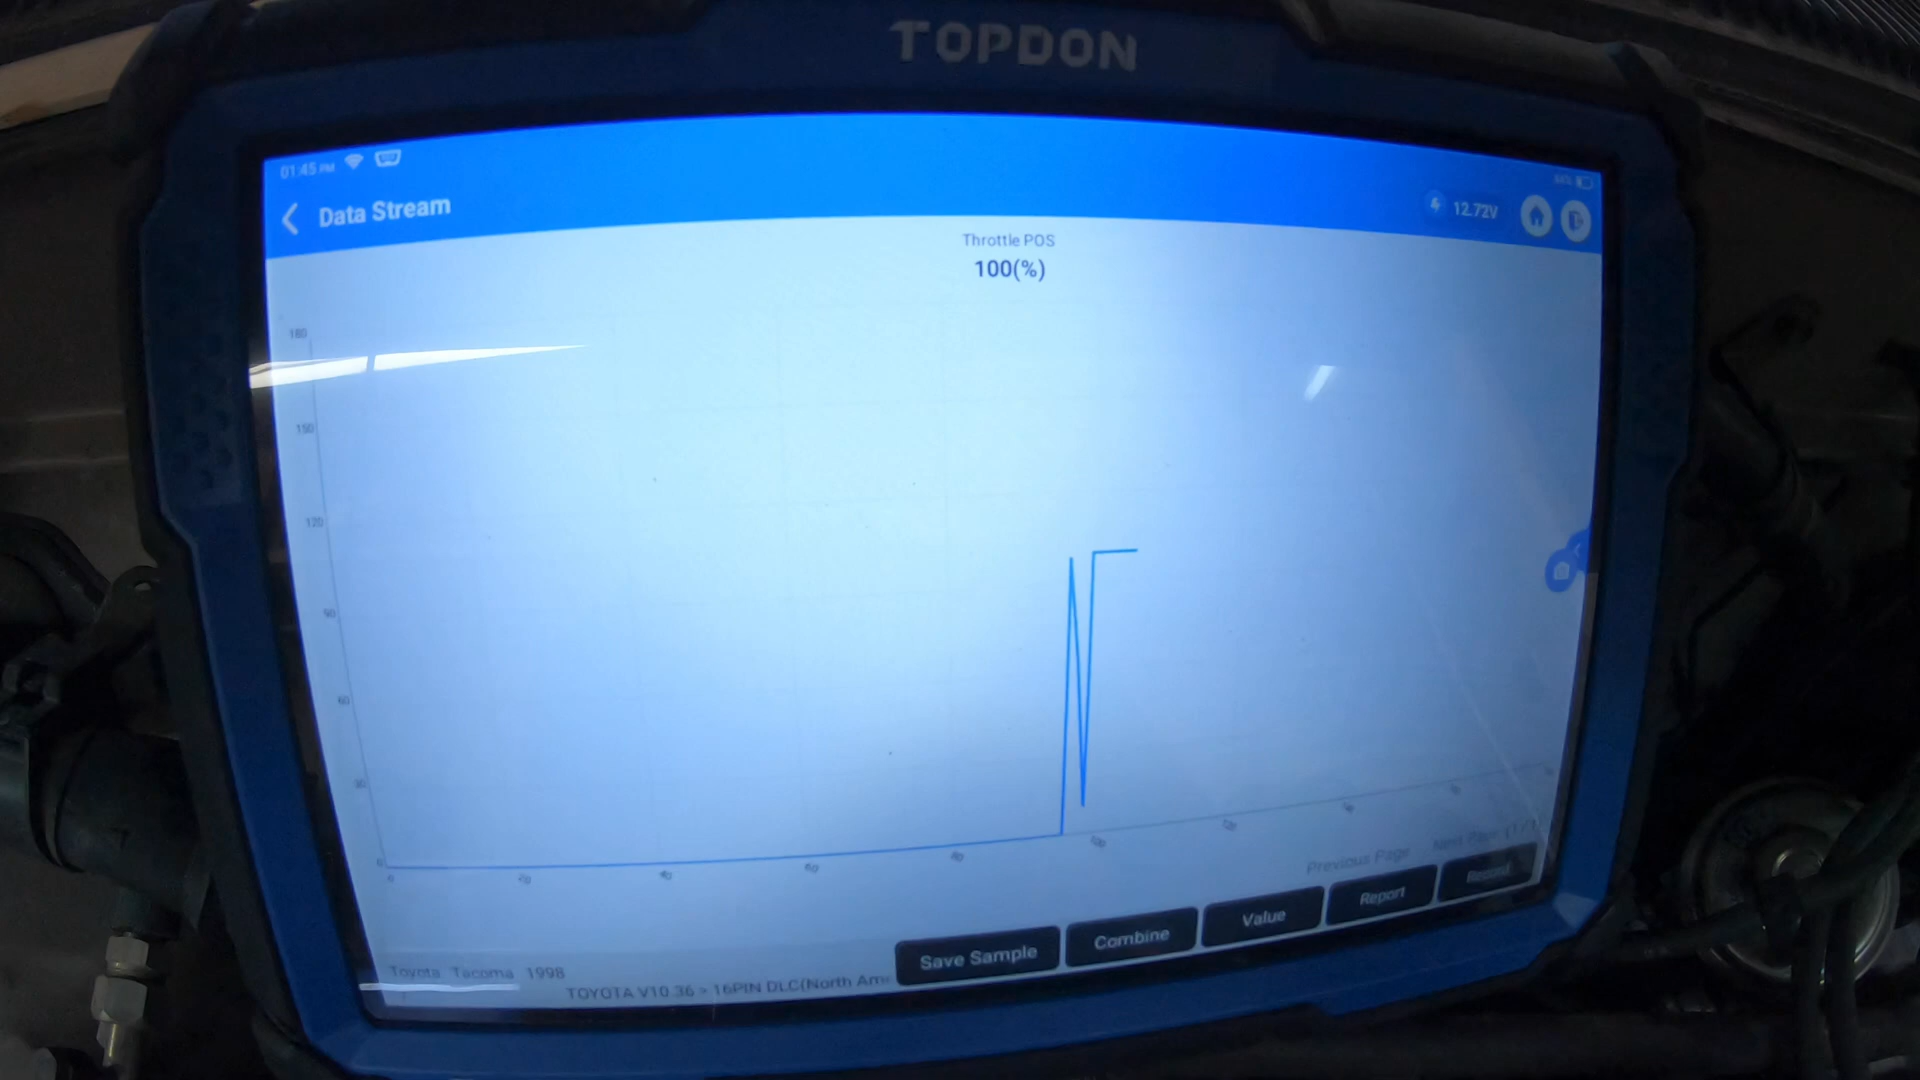 TOPDON
01:45 PM
Data Stream
12.72V
Throttle POS
100(%)
180
150
120
90
60
30
0
0 20 40 60 80 100 120
Previous Page Next Page
Save Sample
Combine
Value
Report
Record
Toyota Tacoma 1998
TOYOTA V10.36 > 16PIN DLC(North Am